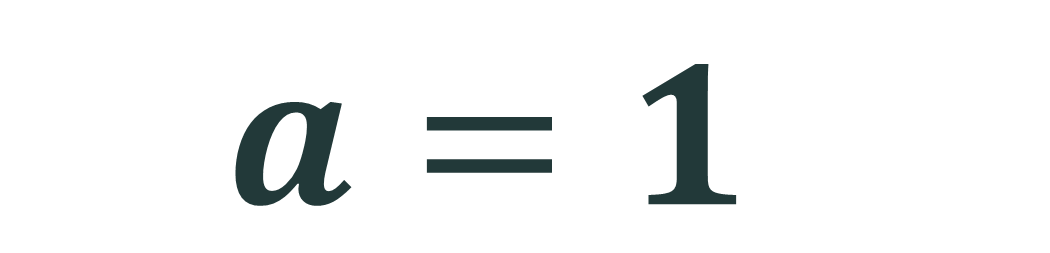 a = 1